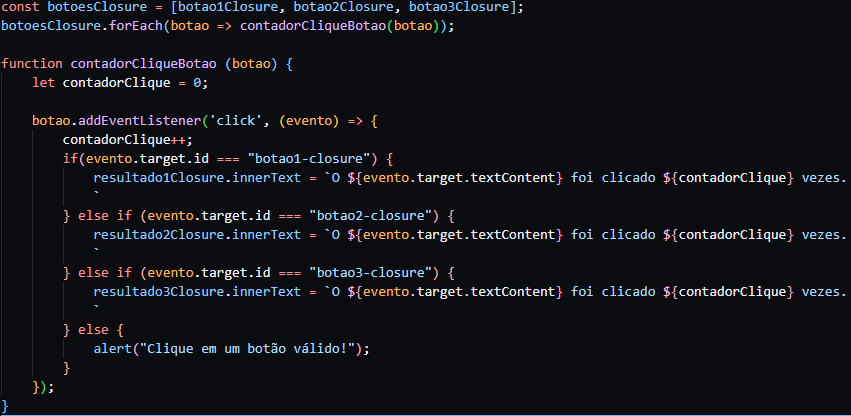 const botoesClosure = [botao1Closure, botao2Closure, botao3Closure];
botoesClosure.forEach(botao => contadorCliqueBotao(botao));

function contadorCliqueBotao (botao) {
    let contadorClique = 0;

    botao.addEventListener('click', (evento) => {
        contadorClique++;
        if(evento.target.id === "botao1-closure") {
            resultado1Closure.innerText = `O ${evento.target.textContent} foi clicado ${contadorClique} vezes.
            `
        } else if (evento.target.id === "botao2-closure") {
            resultado2Closure.innerText = `O ${evento.target.textContent} foi clicado ${contadorClique} vezes.
            `
        } else if (evento.target.id === "botao3-closure") {
            resultado3Closure.innerText = `O ${evento.target.textContent} foi clicado ${contadorClique} vezes.
            `
        } else {
            alert("Clique em um botão válido!");
        }
    });
}